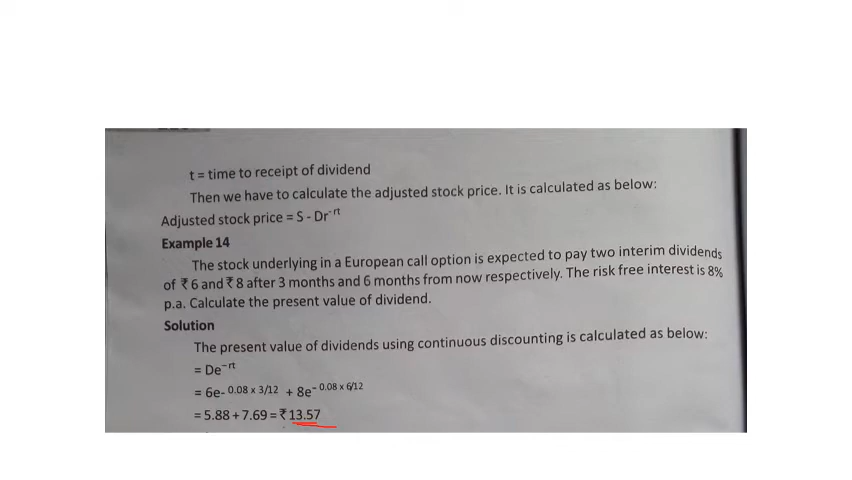 t = time to receipt of dividend
Then we have to calculate the adjusted stock price. It is calculated as below:
Adjusted stock price = S - Dr⁻ʳᵗ
Example 14
The stock underlying in a European call option is expected to pay two interim dividends
of ₹ 6 and ₹ 8 after 3 months and 6 months from now respectively. The risk free interest is 8%
p.a. Calculate the present value of dividend.
Solution
The present value of dividends using continuous discounting is calculated as below:
= De⁻ʳᵗ
= 6e- 0.08 x 3/12 + 8e- 0.08 x 6/12
= 5.88 + 7.69 = ₹ 13.57